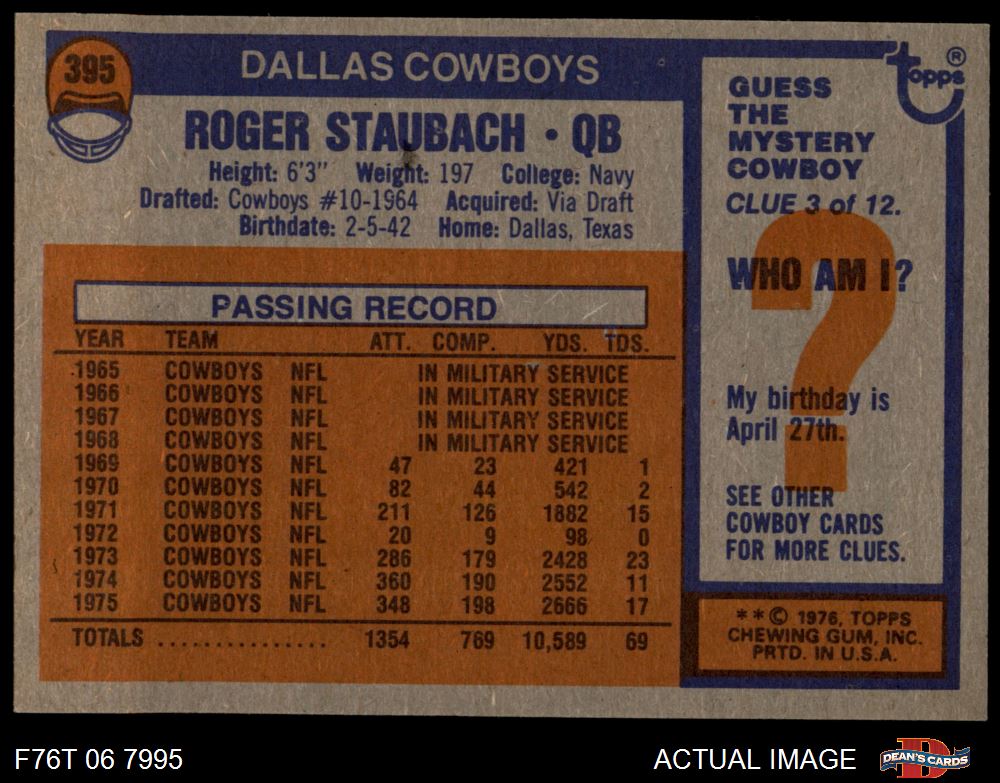 395
DALLAS COWBOYS
ROGER STAUBACH • QB
Height: 6'3" Weight: 197 College: Navy
Drafted: Cowboys #10-1964 Acquired: Via Draft
Birthdate: 2-5-42 Home: Dallas, Texas
PASSING RECORD
YEAR TEAM ATT. COMP. YDS. TDS.
1965 COWBOYS NFL IN MILITARY SERVICE
1966 COWBOYS NFL IN MILITARY SERVICE
1967 COWBOYS NFL IN MILITARY SERVICE
1968 COWBOYS NFL IN MILITARY SERVICE
1969 COWBOYS NFL 47 23 421 1
1970 COWBOYS NFL 82 44 542 2
1971 COWBOYS NFL 211 126 1882 15
1972 COWBOYS NFL 20 9 98 0
1973 COWBOYS NFL 286 179 2428 23
1974 COWBOYS NFL 360 190 2552 11
1975 COWBOYS NFL 348 198 2666 17
TOTALS ................ 1354 769 10,589 69
topps®
GUESS
THE
MYSTERY
COWBOY
CLUE 3 of 12.
WHO AM I?
?
My birthday is
April 27th.
SEE OTHER
COWBOY CARDS
FOR MORE CLUES.
**© 1976, TOPPS
CHEWING GUM, INC.
PRTD. IN U.S.A.
F76T 06 7995
ACTUAL IMAGE
D
DEAN'S CARDS